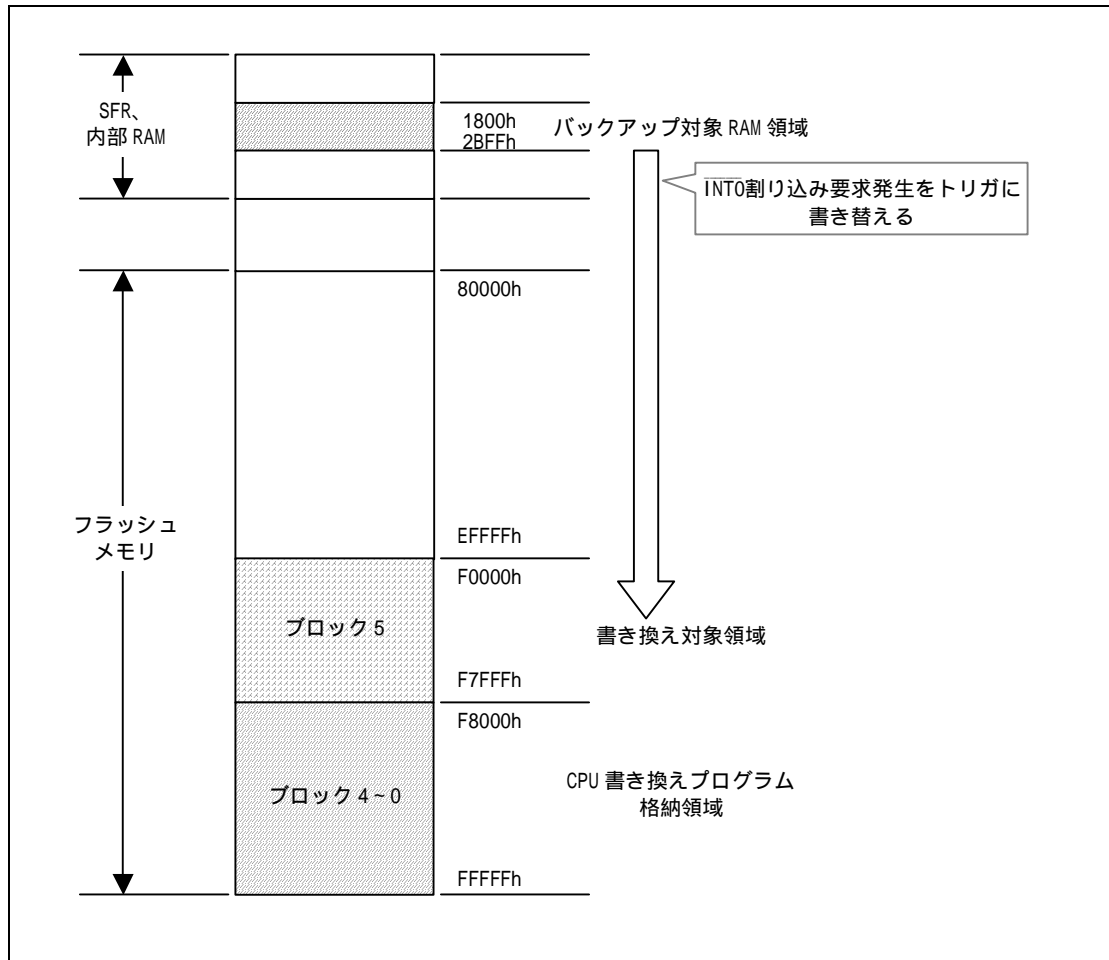 SFR、
内部 RAM
1800h
2BFFh
バックアップ対象 RAM 領域
INT0割り込み要求発生をトリガに
書き替える
80000h
フラッシュ
メモリ
EFFFFh
F0000h
ブロック 5
書き換え対象領域
F7FFFh
F8000h
ブロック 4~0
CPU 書き換えプログラム
格納領域
FFFFFh